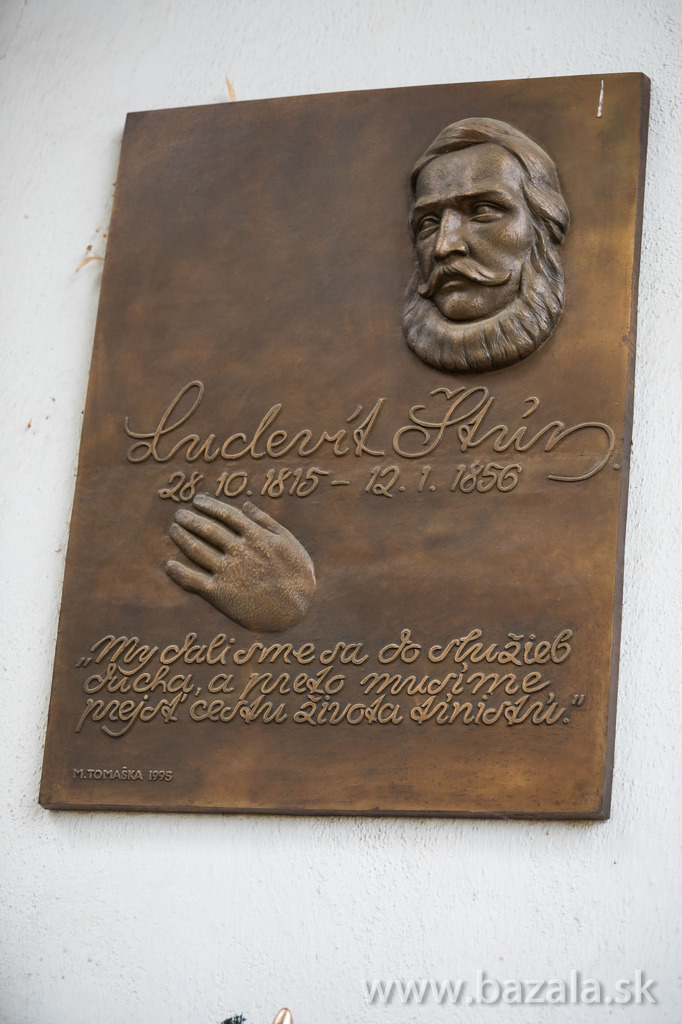 Ľudevít Štúr
28.10.1815 - 12.1.1856
„My dali sme sa do služieb
ducha, a preto musíme
prejsť cestu života tŕnistú.”
M.TOMAŠKA 1995
www.bazala.sk